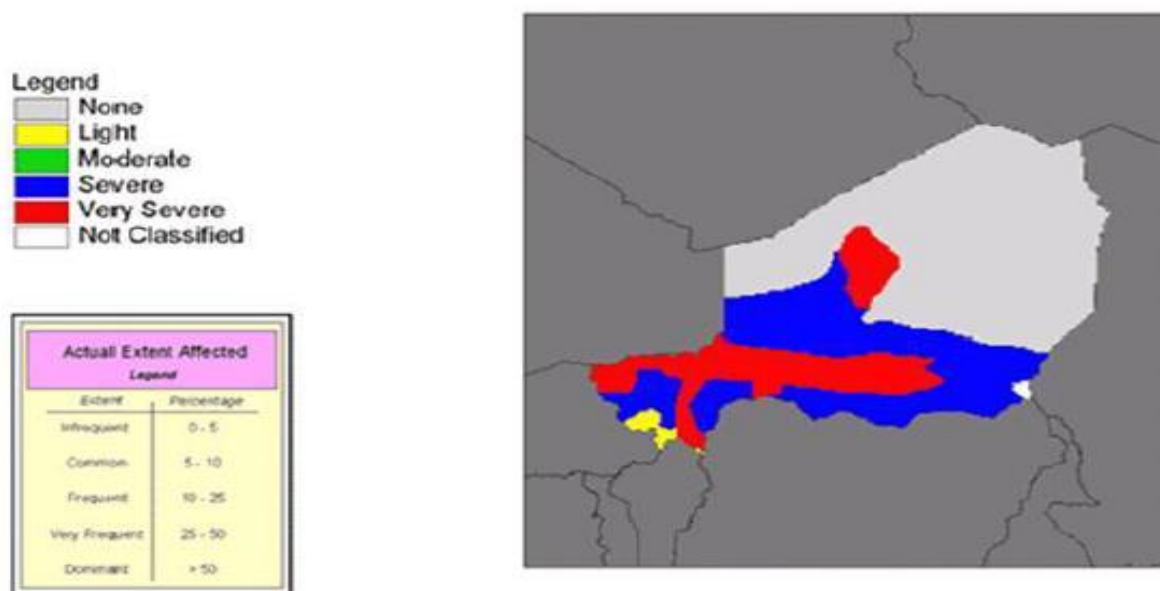 Legend
None
Light
Moderate
Severe
Very Severe
Not Classified
Actuall Extent Affected
Legend
Extent Percentage
Infrequent 0 - 5
Common 5 - 10
Frequent 10 - 25
Very Frequent 25 - 50
Dominant > 50